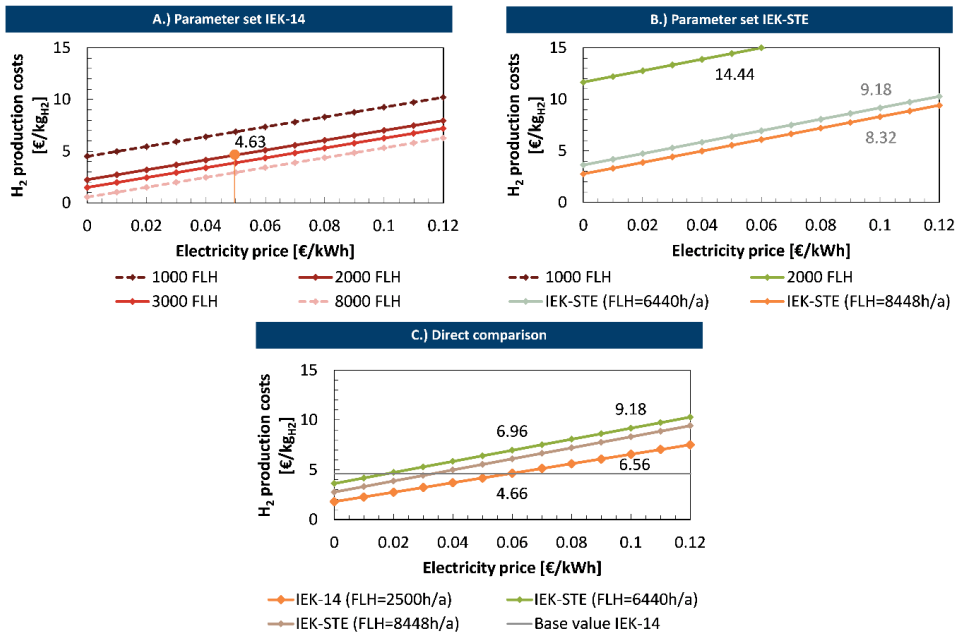 A.) Parameter set IEK-14
H2 production costs
[€/kgH2]
15
10
5
0
4.63
0 0.02 0.04 0.06 0.08 0.1 0.12
Electricity price [€/kWh]
1000 FLH 2000 FLH
3000 FLH 8000 FLH
B.) Parameter set IEK-STE
H2 production costs
[€/kgH2]
15
10
5
0
14.44
9.18
8.32
0 0.02 0.04 0.06 0.08 0.1 0.12
Electricity price [€/kWh]
1000 FLH 2000 FLH
IEK-STE (FLH=6440h/a) IEK-STE (FLH=8448h/a)
C.) Direct comparison
H2 production costs
[€/kgH2]
15
10
5
0
6.96
9.18
6.56
4.66
0 0.02 0.04 0.06 0.08 0.1 0.12
Electricity price [€/kWh]
IEK-14 (FLH=2500h/a) IEK-STE (FLH=6440h/a)
IEK-STE (FLH=8448h/a) Base value IEK-14